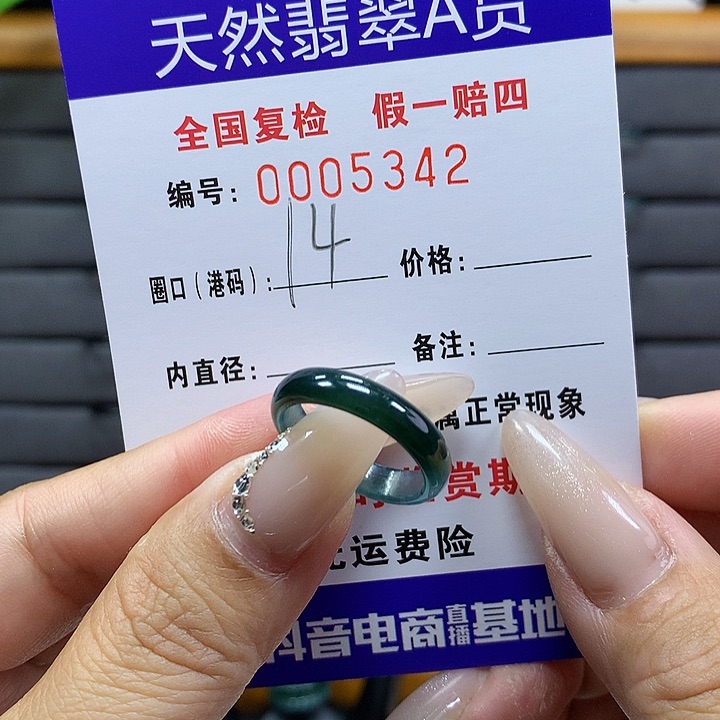 天然翡翠A货
全国复检 假一赔四
编号：0005342
圈口（港码）：14 价格：
内直径： 备注：
属正常现象
赏期
运费险
抖音电商直播基地